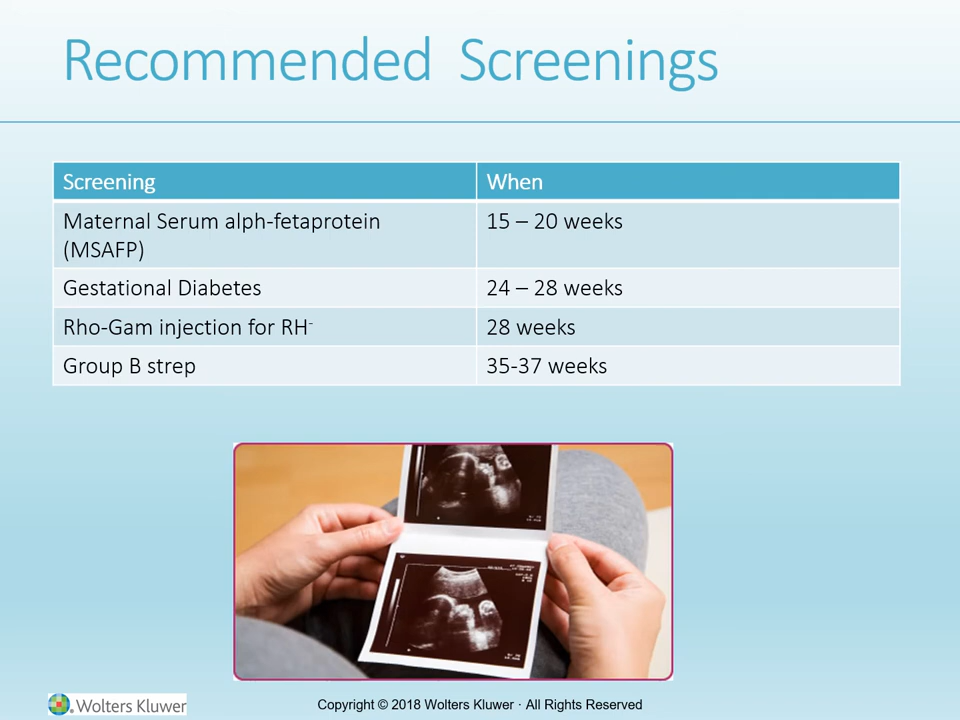 Recommended Screenings
Screening When
Maternal Serum alph-fetaprotein 15 – 20 weeks
(MSAFP)
Gestational Diabetes 24 – 28 weeks
Rho-Gam injection for RH- 28 weeks
Group B strep 35-37 weeks
Wolters Kluwer
Copyright © 2018 Wolters Kluwer · All Rights Reserved